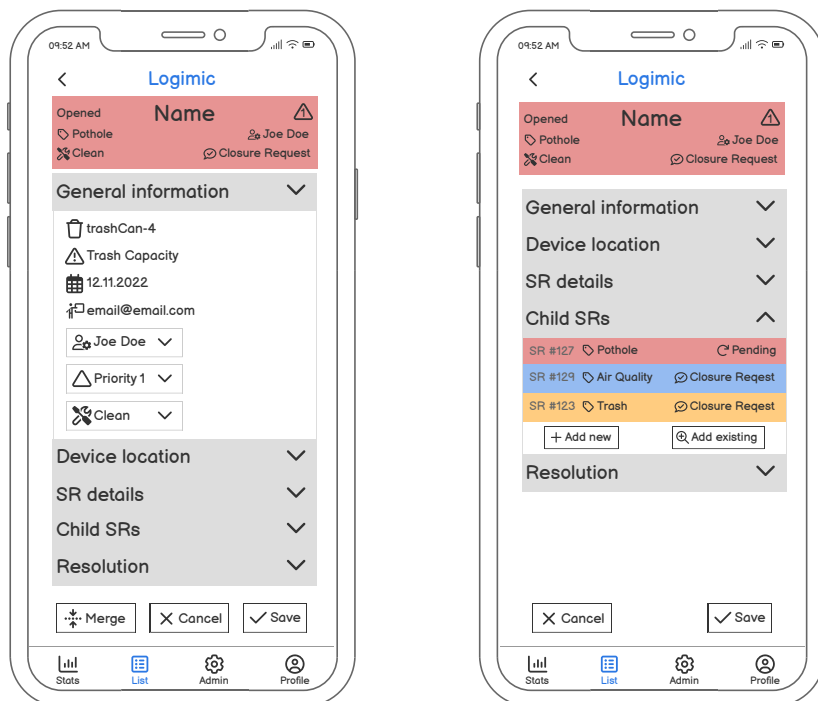 09:52 AM
Logimic
Opened Name 1
Pothole Joe Doe
Clean Closure Request
General information
trashCan-4
Trash Capacity
12.11.2022
email@email.com
Joe Doe
Priority 1
Clean
Device location
SR details
Child SRs
Resolution
Merge Cancel Save
Stats List Admin Profile
09:52 AM
Logimic
Opened Name 1
Pothole Joe Doe
Clean Closure Request
General information
Device location
SR details
Child SRs
SR #127 Pothole Pending
SR #129 Air Quality Closure Reqest
SR #123 Trash Closure Reqest
Add new Add existing
Resolution
Cancel Save
Stats List Admin Profile